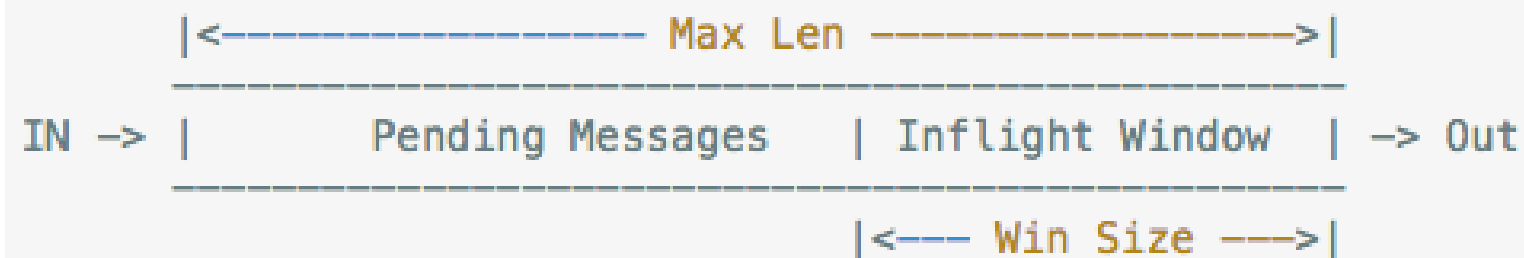 |<----------------- Max Len ----------------->|
-----------------------------------------------
IN -> |       Pending Messages   | Inflight Window  | -> Out
-----------------------------------------------
|<--- Win Size --->|